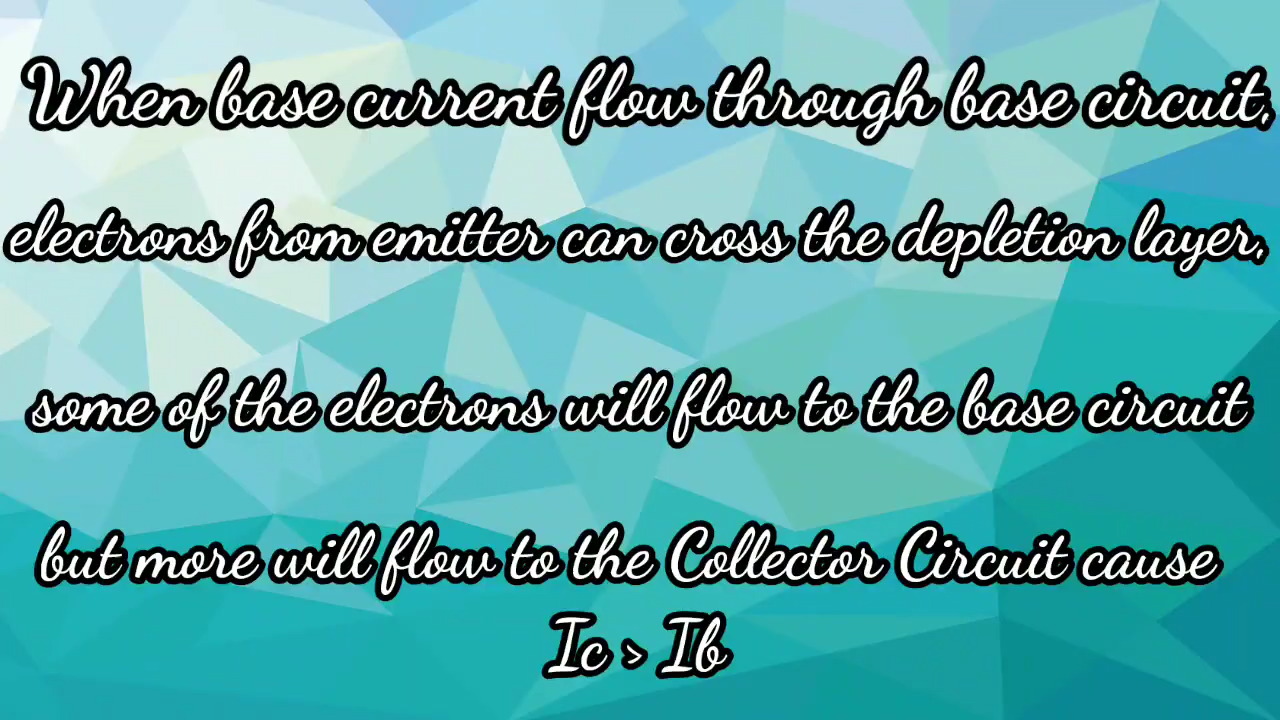 When base current flow through base circuit,
electrons from emitter can cross the depletion layer,
some of the electrons will flow to the base circuit
but more will flow to the Collector Circuit cause
Ic > Ib